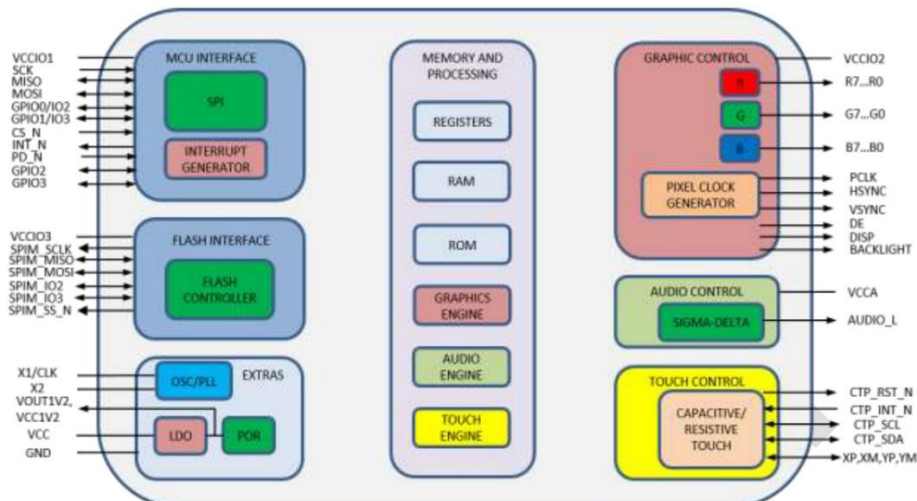 VCCIO1
SCK
MISO
MOSI
GPIO0/IO2
GPIO1/IO3
CS_N
INT_N
PD_N
GPIO2
GPIO3
MCU INTERFACE
SPI
INTERRUPT
GENERATOR
VCCIO3
SPIM_SCLK
SPIM_MISO
SPIM_MOSI
SPIM_IO2
SPIM_IO3
SPIM_SS_N
FLASH INTERFACE
FLASH
CONTROLLER
X1/CLK
X2
VOUT1V2,
VCC1V2
VCC
GND
OSC/PLL
EXTRAS
LDO
POR
MEMORY AND
PROCESSING
REGISTERS
RAM
ROM
GRAPHICS
ENGINE
AUDIO
ENGINE
TOUCH
ENGINE
GRAPHIC CONTROL
R
G
B
PIXEL CLOCK
GENERATOR
VCCIO2
R7...R0
G7...G0
B7...B0
PCLK
HSYNC
VSYNC
DE
DISP
BACKLIGHT
AUDIO CONTROL
SIGMA-DELTA
VCCA
AUDIO_L
TOUCH CONTROL
CAPACITIVE/
RESISTIVE
TOUCH
CTP_RST_N
CTP_INT_N
CTP_SCL
CTP_SDA
XP,XM,YP,YM